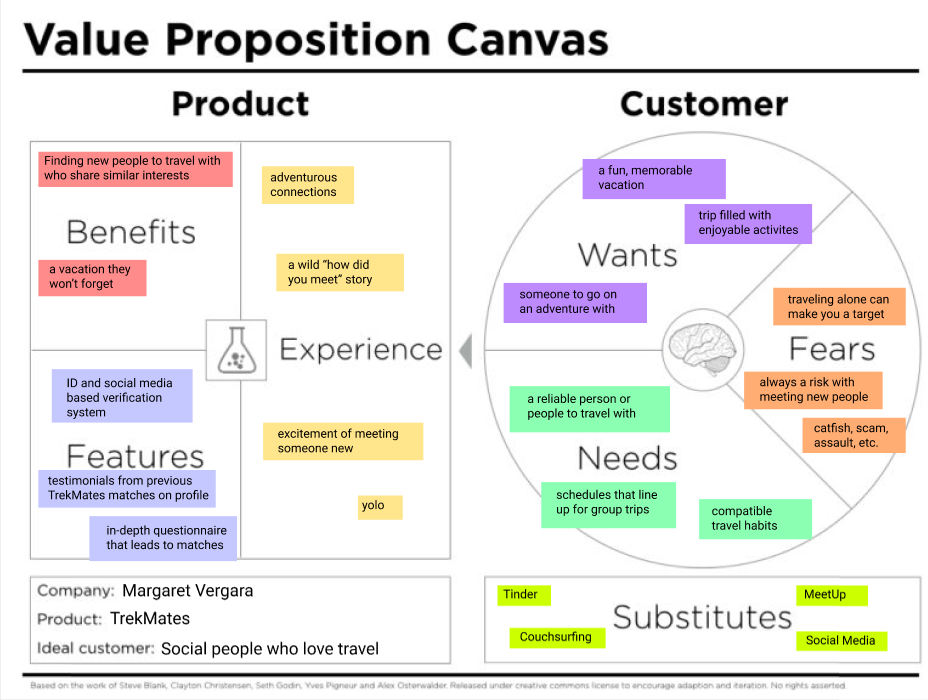 Value Proposition Canvas
Product
Finding new people to travel with
who share similar interests
Benefits
a vacation they
won't forget
adventurous
connections
a wild “how did
you meet” story
Experience
excitement of meeting
someone new
yolo
ID and social media
based verification
system
Features
testimonials from previous
TrekMates matches on profile
in-depth questionnaire
that leads to matches
Customer
a fun, memorable
vacation
trip filled with
enjoyable activites
Wants
someone to go on
an adventure with
traveling alone can
make you a target
Fears
always a risk with
meeting new people
catfish, scam,
assault, etc.
a reliable person or
people to travel with
Needs
schedules that line
up for group trips
compatible
travel habits
Company: Margaret Vergara
Product: TrekMates
Ideal customer: Social people who love travel
Tinder
MeetUp
Substitutes
Couchsurfing
Social Media
Based on the work of Steve Blank, Clayton Christensen, Seth Godin, Yves Pigneur and Alex Osterwalder. Released under creative commons license to encourage adaption and iteration. No rights asserted.